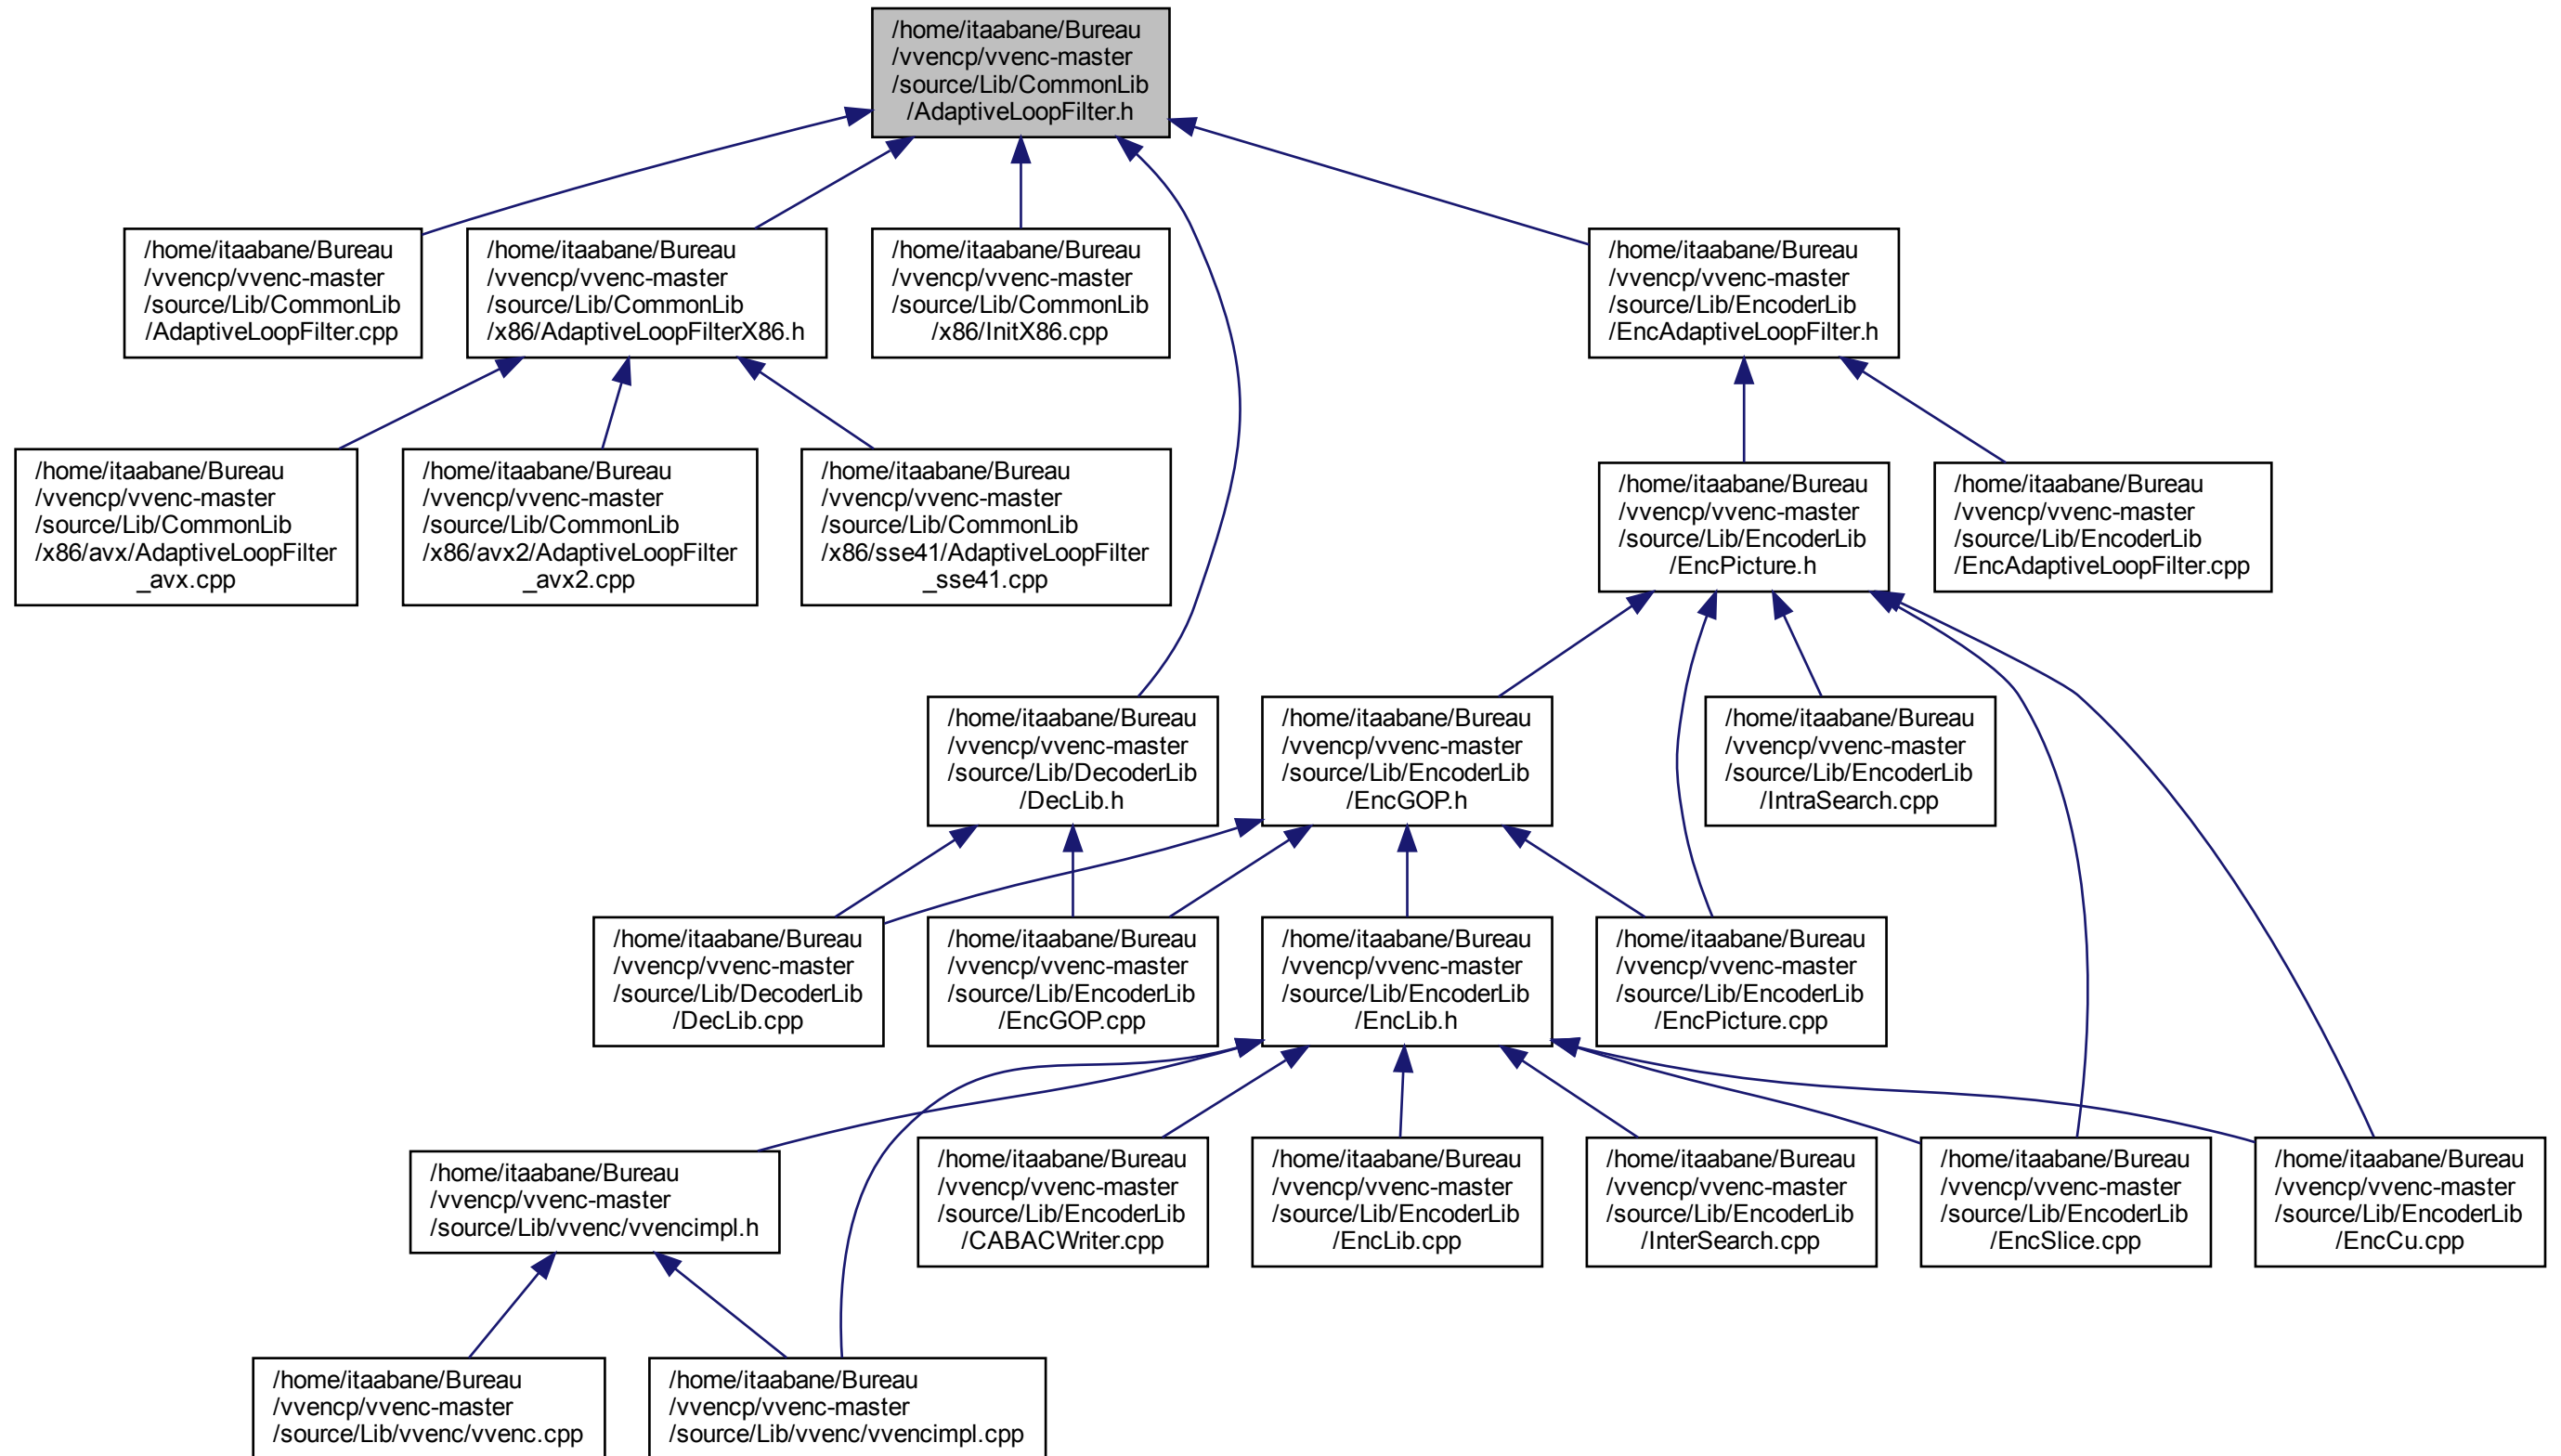 /home/itaabane/Bureau
/vvencp/vvenc-master
/source/Lib/CommonLib
/AdaptiveLoopFilter.h
/home/itaabane/Bureau
/vvencp/vvenc-master
/source/Lib/CommonLib
/AdaptiveLoopFilter.cpp
/home/itaabane/Bureau
/vvencp/vvenc-master
/source/Lib/CommonLib
/x86/AdaptiveLoopFilterX86.h
/home/itaabane/Bureau
/vvencp/vvenc-master
/source/Lib/CommonLib
/x86/InitX86.cpp
/home/itaabane/Bureau
/vvencp/vvenc-master
/source/Lib/EncoderLib
/EncAdaptiveLoopFilter.h
/home/itaabane/Bureau
/vvencp/vvenc-master
/source/Lib/CommonLib
/x86/avx/AdaptiveLoopFilter
_avx.cpp
/home/itaabane/Bureau
/vvencp/vvenc-master
/source/Lib/CommonLib
/x86/avx2/AdaptiveLoopFilter
_avx2.cpp
/home/itaabane/Bureau
/vvencp/vvenc-master
/source/Lib/CommonLib
/x86/sse41/AdaptiveLoopFilter
_sse41.cpp
/home/itaabane/Bureau
/vvencp/vvenc-master
/source/Lib/EncoderLib
/EncPicture.h
/home/itaabane/Bureau
/vvencp/vvenc-master
/source/Lib/EncoderLib
/EncAdaptiveLoopFilter.cpp
/home/itaabane/Bureau
/vvencp/vvenc-master
/source/Lib/DecoderLib
/DecLib.h
/home/itaabane/Bureau
/vvencp/vvenc-master
/source/Lib/EncoderLib
/EncGOP.h
/home/itaabane/Bureau
/vvencp/vvenc-master
/source/Lib/EncoderLib
/IntraSearch.cpp
/home/itaabane/Bureau
/vvencp/vvenc-master
/source/Lib/DecoderLib
/DecLib.cpp
/home/itaabane/Bureau
/vvencp/vvenc-master
/source/Lib/EncoderLib
/EncGOP.cpp
/home/itaabane/Bureau
/vvencp/vvenc-master
/source/Lib/EncoderLib
/EncLib.h
/home/itaabane/Bureau
/vvencp/vvenc-master
/source/Lib/EncoderLib
/EncPicture.cpp
/home/itaabane/Bureau
/vvencp/vvenc-master
/source/Lib/vvenc/vvencimpl.h
/home/itaabane/Bureau
/vvencp/vvenc-master
/source/Lib/EncoderLib
/CABACWriter.cpp
/home/itaabane/Bureau
/vvencp/vvenc-master
/source/Lib/EncoderLib
/EncLib.cpp
/home/itaabane/Bureau
/vvencp/vvenc-master
/source/Lib/EncoderLib
/InterSearch.cpp
/home/itaabane/Bureau
/vvencp/vvenc-master
/source/Lib/EncoderLib
/EncSlice.cpp
/home/itaabane/Bureau
/vvencp/vvenc-master
/source/Lib/EncoderLib
/EncCu.cpp
/home/itaabane/Bureau
/vvencp/vvenc-master
/source/Lib/vvenc/vvenc.cpp
/home/itaabane/Bureau
/vvencp/vvenc-master
/source/Lib/vvenc/vvencimpl.cpp